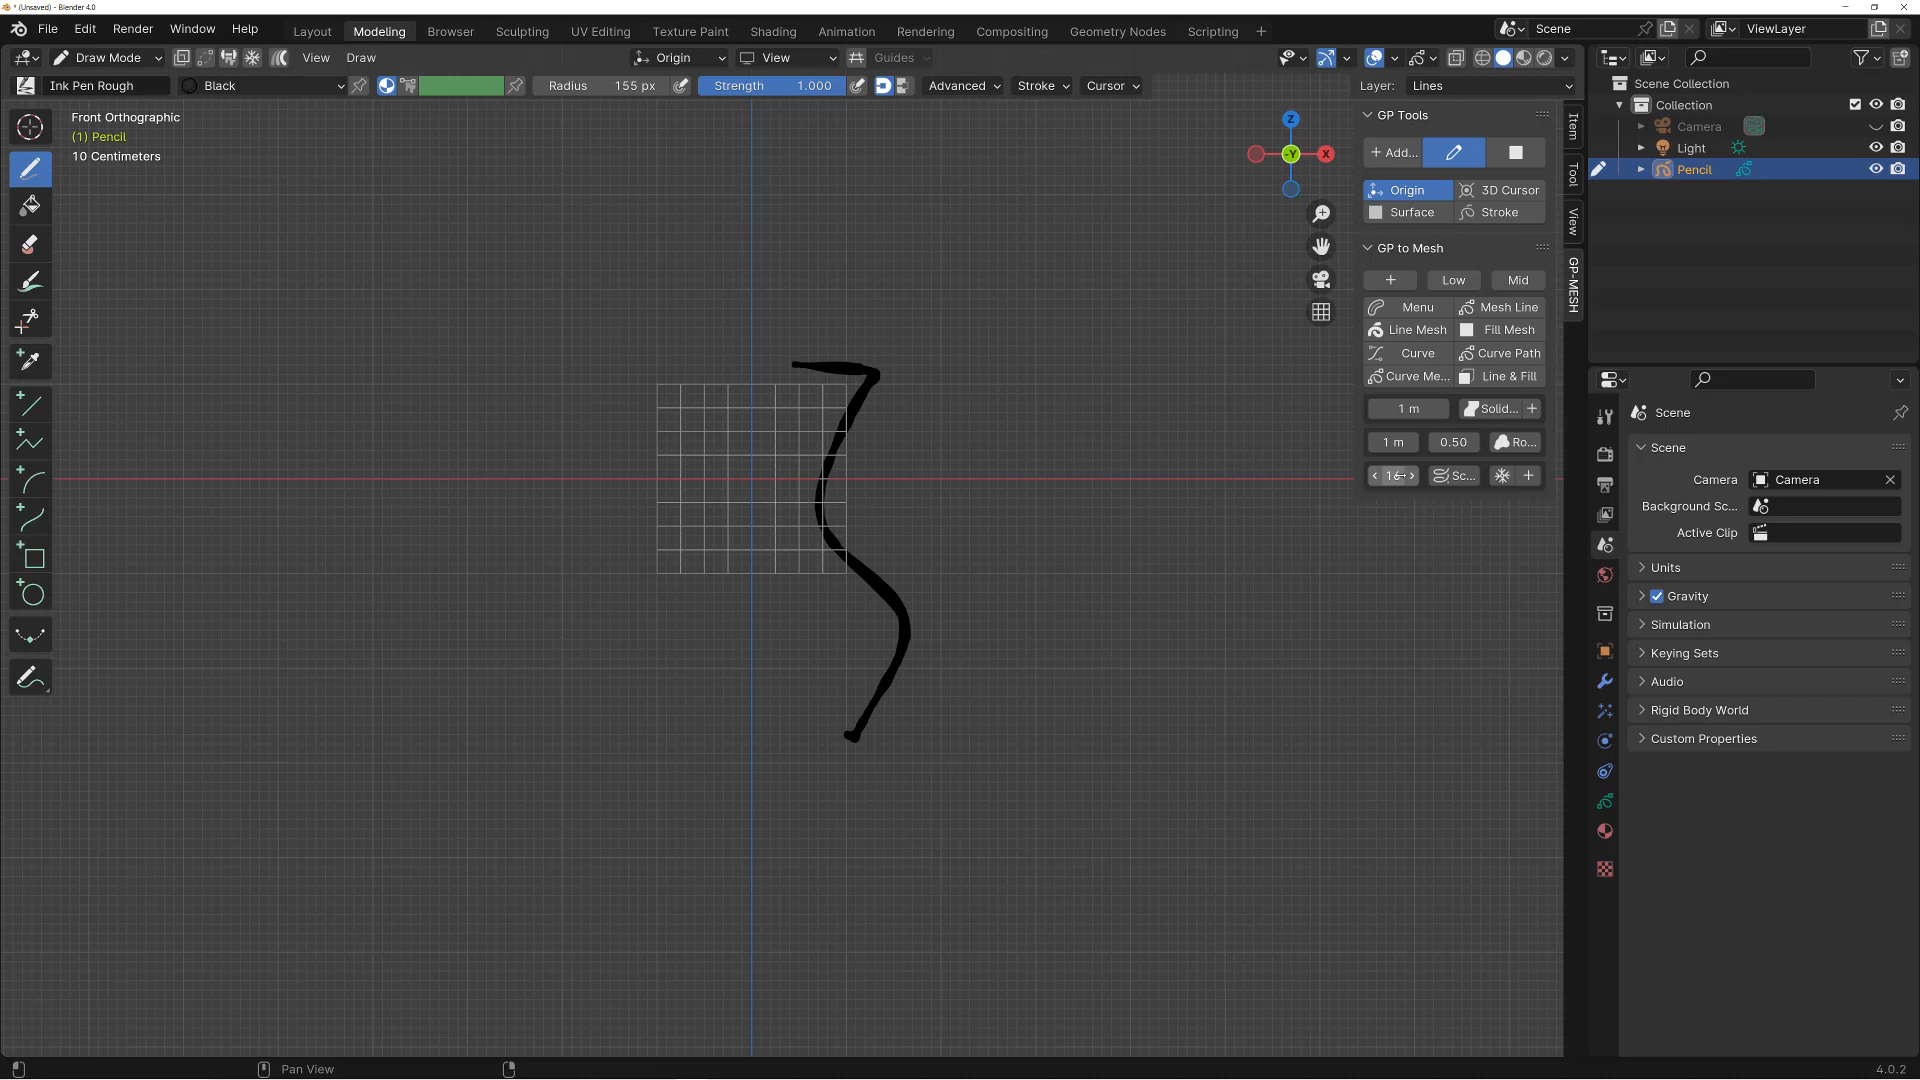 * (Unsaved) - Blender 4.0
File Edit Render Window Help
Layout Modeling Browser Sculpting UV Editing Texture Paint Shading Animation Rendering Compositing Geometry Nodes Scripting +
Scene ViewLayer
Draw Mode View Draw Origin View Guides
Ink Pen Rough Black Radius 155 px Strength 1.000 Advanced Stroke Cursor Layer: Lines
Front Orthographic
(1) Pencil
10 Centimeters
Z
-Y X
GP Tools
+ Add...
Origin 3D Cursor
Surface Stroke
GP to Mesh
+ Low Mid
Menu Mesh Line
Line Mesh Fill Mesh
Curve Curve Path
Curve Me... Line & Fill
1 m Solid... +
1 m 0.50 Ro...
Sc... +
Item
Tool
View
GP-MESH
Scene Collection
Collection
Camera
Light
Pencil
Scene
Scene
Camera Camera
Background Sc...
Active Clip
Units
Gravity
Simulation
Keying Sets
Audio
Rigid Body World
Custom Properties
Pan View
4.0.2